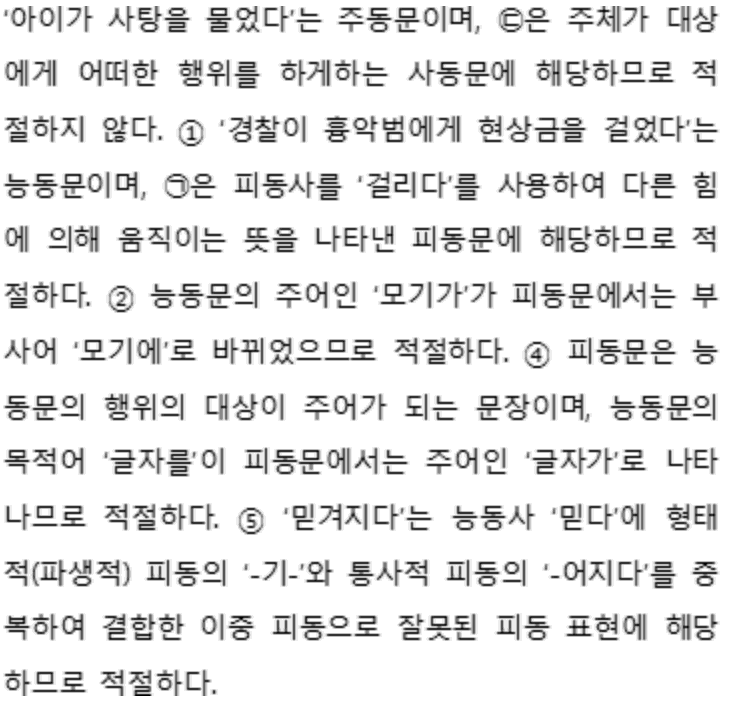 ‘아이가 사탕을 물었다’는 주동문이며, ㉢은 주체가 대상
에게 어떠한 행위를 하게하는 사동문에 해당하므로 적
절하지 않다. ① ‘경찰이 흉악범에게 현상금을 걸었다’는
능동문이며, ㉠은 피동사를 ‘걸리다’를 사용하여 다른 힘
에 의해 움직이는 뜻을 나타낸 피동문에 해당하므로 적
절하다. ② 능동문의 주어인 ‘모기가’가 피동문에서는 부
사어 ‘모기에’로 바뀌었으므로 적절하다. ④ 피동문은 능
동문의 행위의 대상이 주어가 되는 문장이며, 능동문의
목적어 ‘글자를’이 피동문에서는 주어인 ‘글자가’로 나타
나므로 적절하다. ⑤ ‘믿겨지다’는 능동사 ‘믿다’에 형태
적(파생적) 피동의 ‘-기-’와 통사적 피동의 ‘-어지다’를 중
복하여 결합한 이중 피동으로 잘못된 피동 표현에 해당
하므로 적절하다.